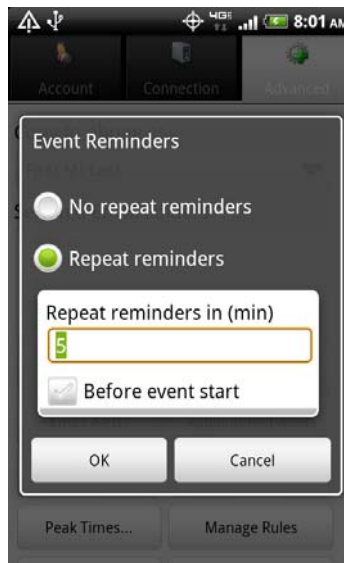 4G
8:01 AM
Account Connection Advanced
Event Reminders
No repeat reminders
Repeat reminders
Repeat reminders in (min)
5
Before event start
OK Cancel
Peak Times... Manage Rules